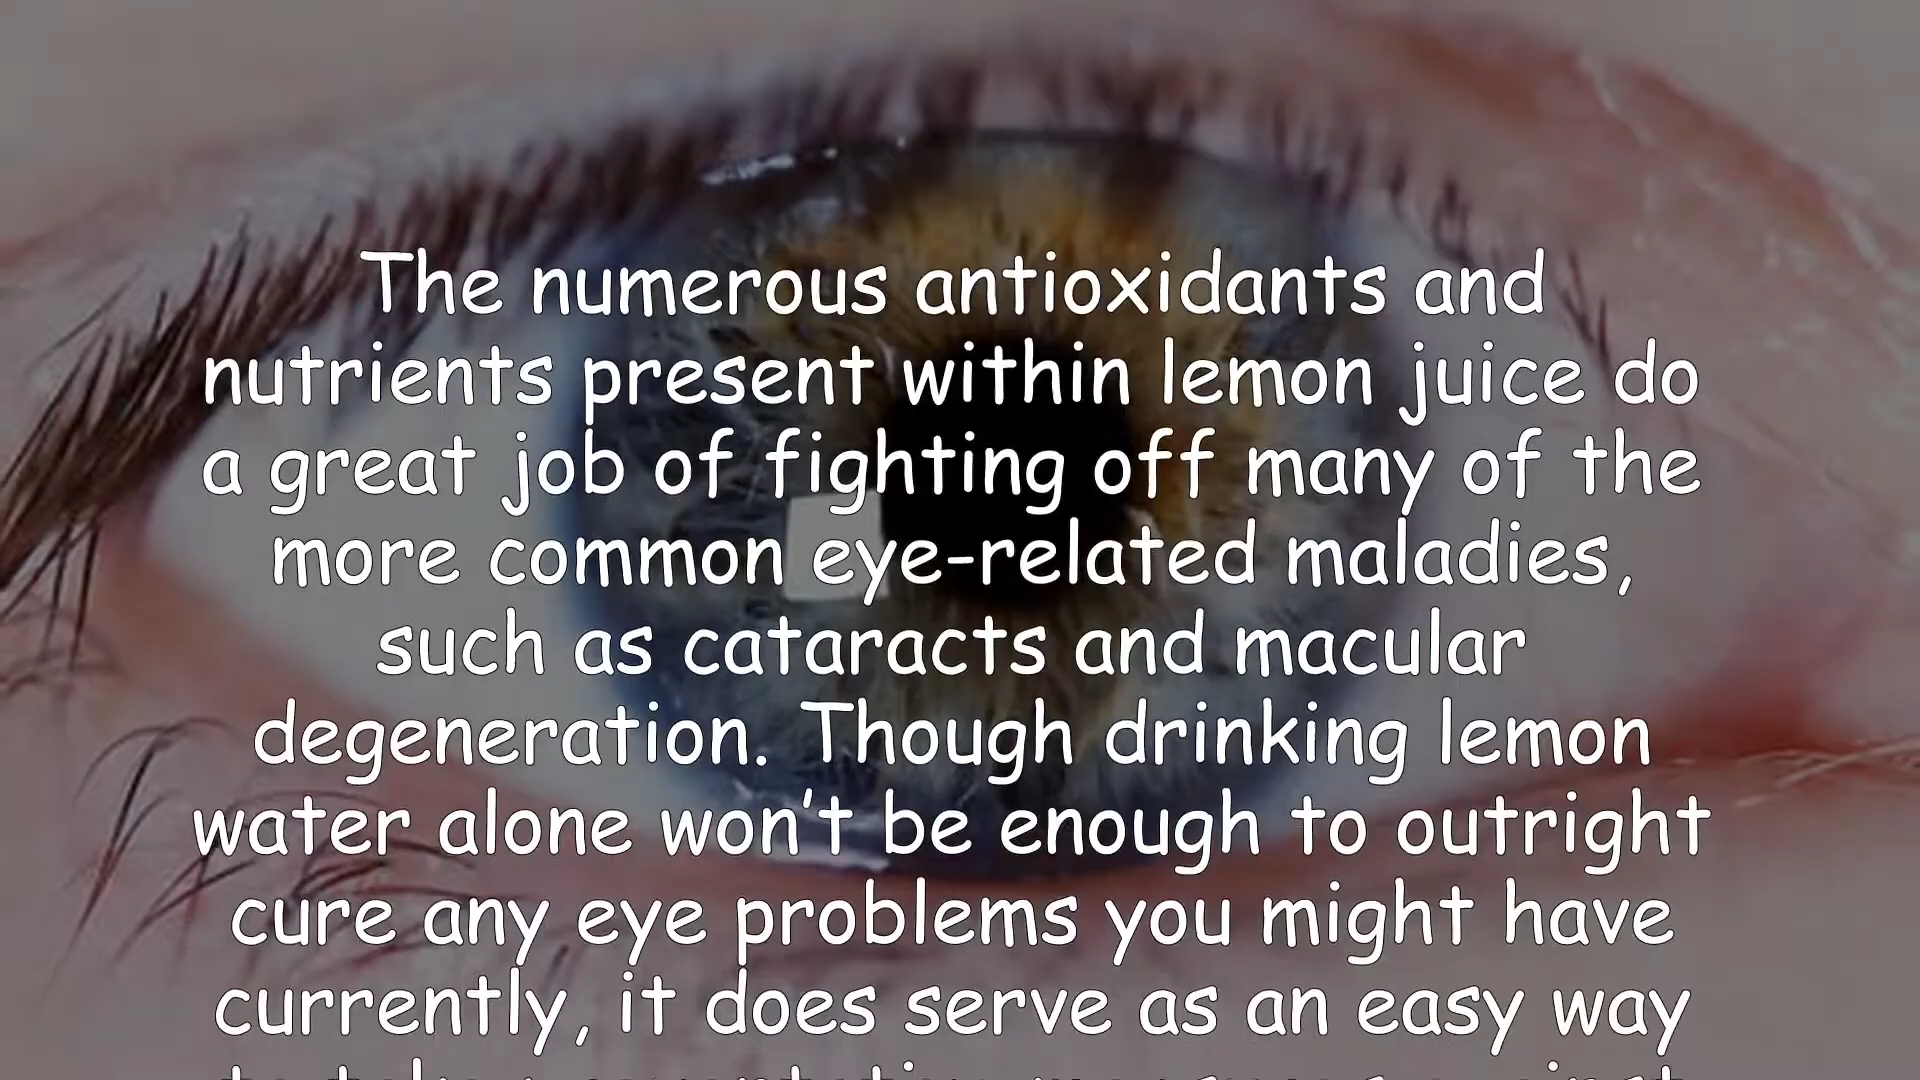 The numerous antioxidants and
nutrients present within lemon juice do
a great job of fighting off many of the
more common eye-related maladies,
such as cataracts and macular
degeneration. Though drinking lemon
water alone won’t be enough to outright
cure any eye problems you might have
currently, it does serve as an easy way